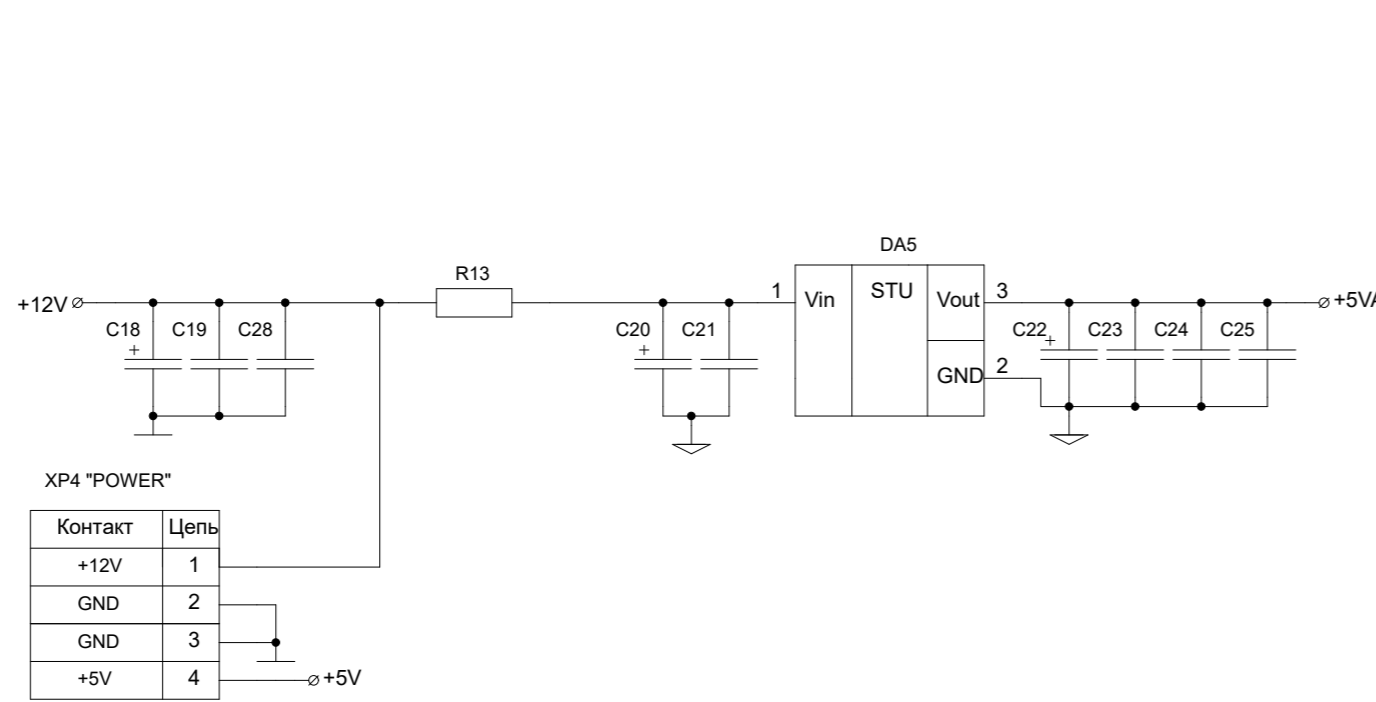 DA5
R13
+12V
1
Vin
STU
Vout
3
+5VA
C18
+
C19
C28
C20
+
C21
GND
2
C22
+
C23
C24
C25
XP4 "POWER"
Контакт Цепь
+12V 1
GND 2
GND 3
+5V 4
+5V